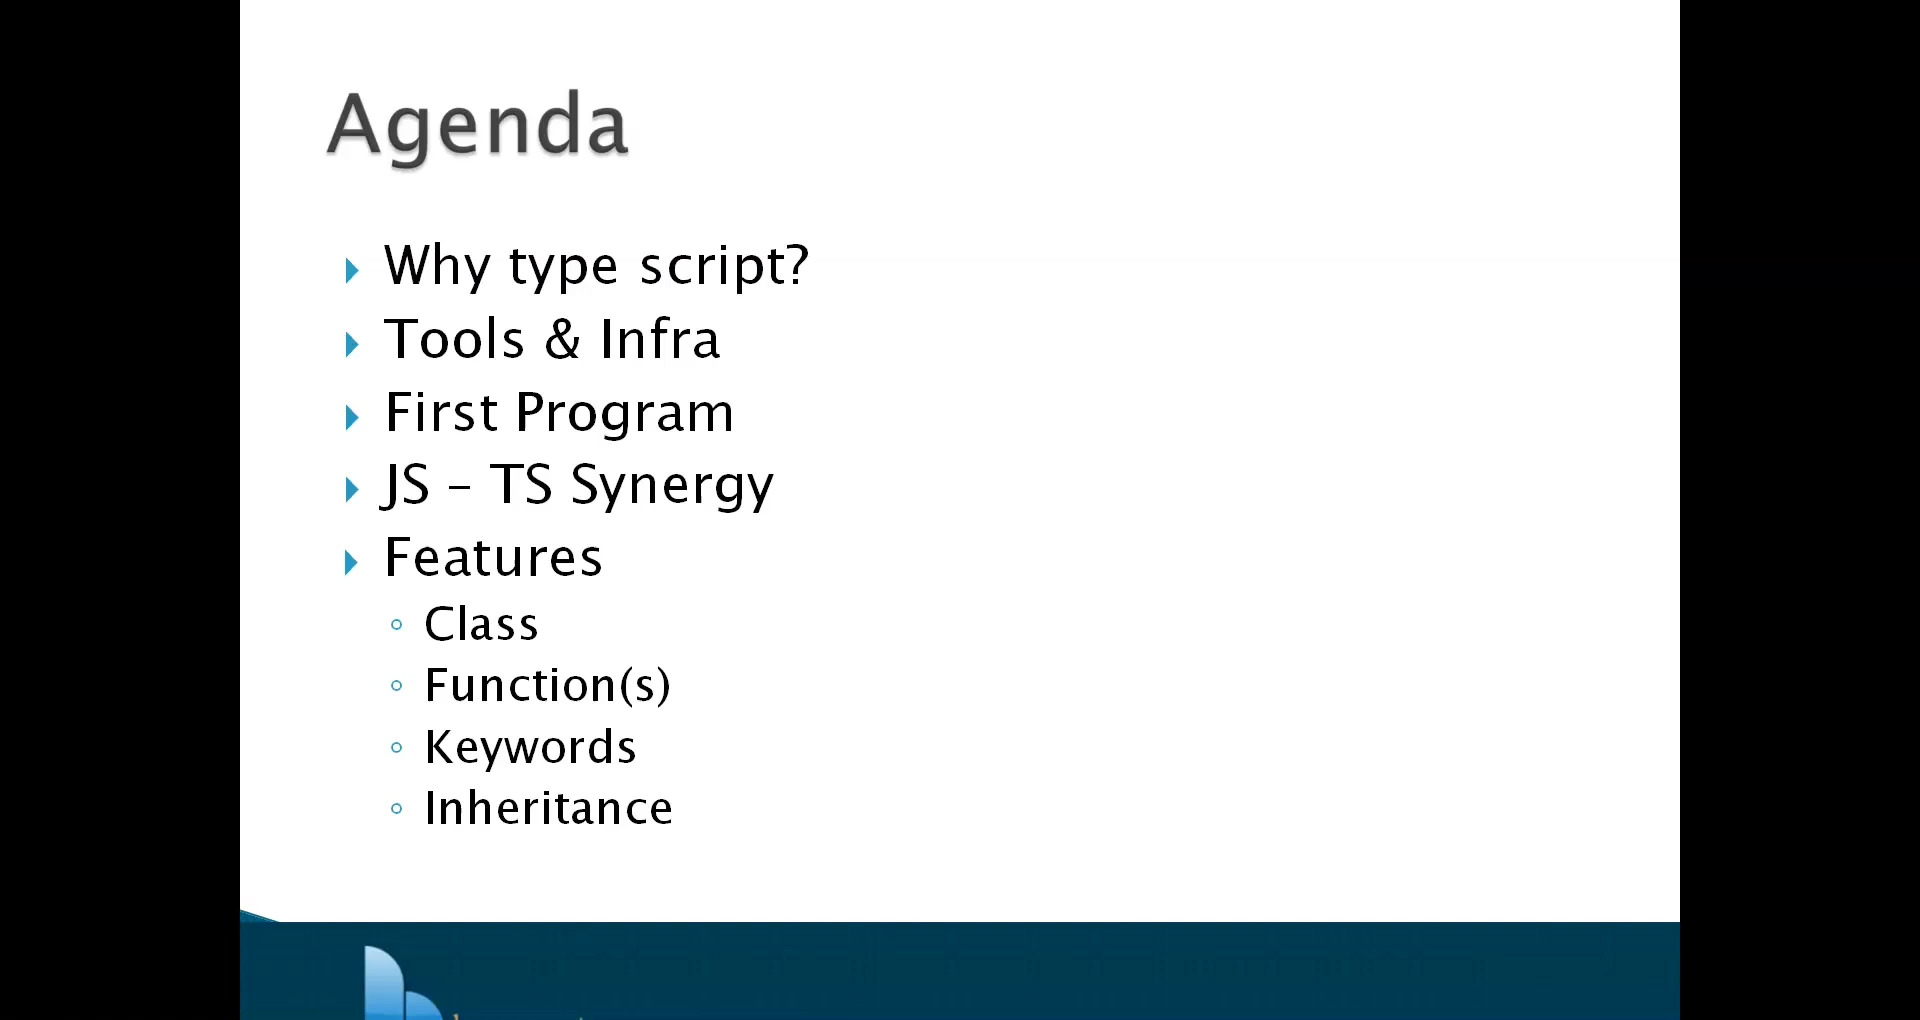 Agenda
Why type script?
Tools & Infra
First Program
JS – TS Synergy
Features
Class
Function(s)
Keywords
Inheritance